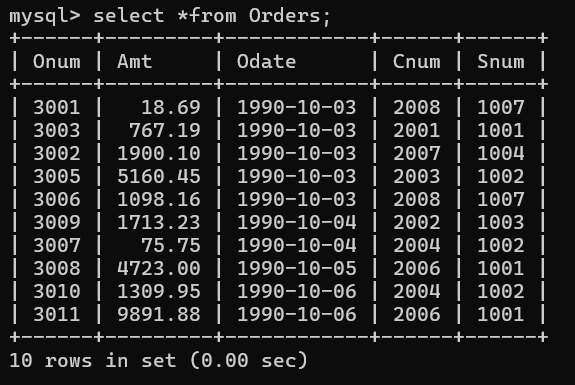 mysql> select *from Orders;
+------+---------+------------+------+------+
| Onum | Amt     | Odate      | Cnum | Snum |
+------+---------+------------+------+------+
| 3001 |   18.69 | 1990-10-03 | 2008 | 1007 |
| 3003 |  767.19 | 1990-10-03 | 2001 | 1001 |
| 3002 | 1900.10 | 1990-10-03 | 2007 | 1004 |
| 3005 | 5160.45 | 1990-10-03 | 2003 | 1002 |
| 3006 | 1098.16 | 1990-10-03 | 2008 | 1007 |
| 3009 | 1713.23 | 1990-10-04 | 2002 | 1003 |
| 3007 |   75.75 | 1990-10-04 | 2004 | 1002 |
| 3008 | 4723.00 | 1990-10-05 | 2006 | 1001 |
| 3010 | 1309.95 | 1990-10-06 | 2004 | 1002 |
| 3011 | 9891.88 | 1990-10-06 | 2006 | 1001 |
+------+---------+------------+------+------+
10 rows in set (0.00 sec)